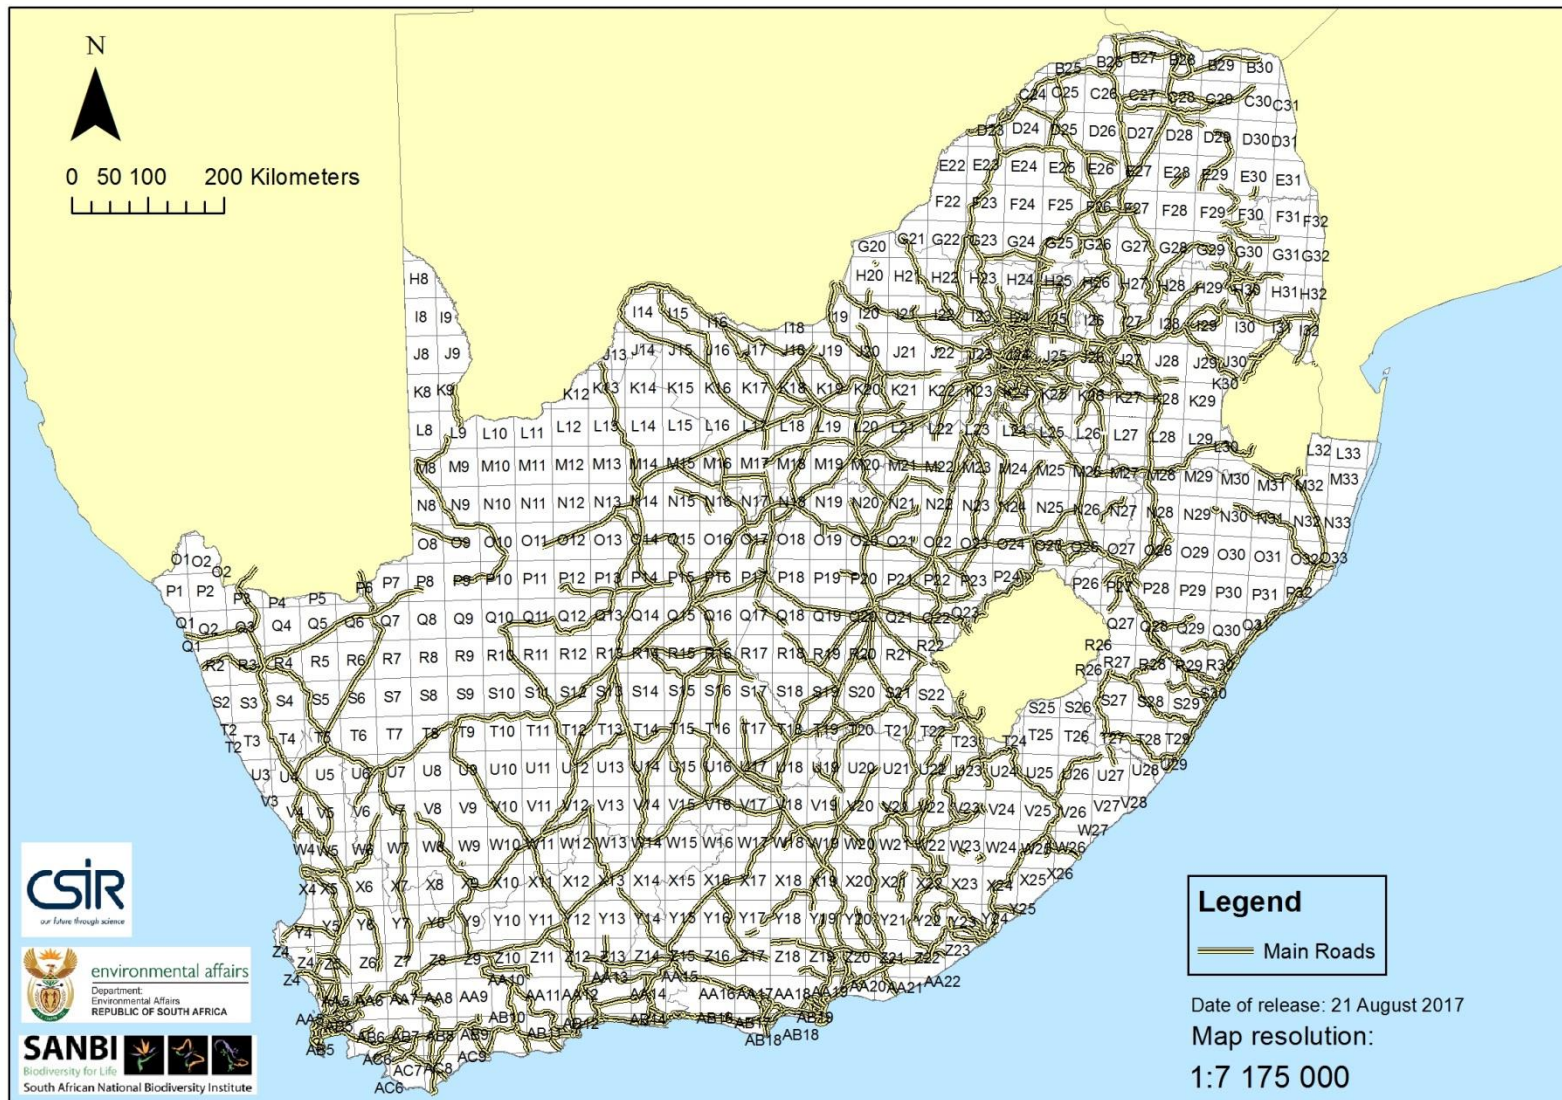 N
0 50 100 200 Kilometers
B25 B26 B27 B28 B29 B30
C24 C25 C26 C27 C28 C29 C30 C31
D23 D24 D25 D26 D27 D28 D29 D30 D31
E22 E23 E24 E25 E26 E27 E28 E29 E30 E31
F22 F23 F24 F25 F26 F27 F28 F29 F30 F31 F32
G20 G21 G22 G23 G24 G25 G26 G27 G28 G29 G30 G31 G32
H8 H20 H21 H22 H23 H24 H25 H26 H27 H28 H29 H30 H31 H32
I8 I9 I14 I15 I16 I18 I19 I20 I21 I22 I23 I24 I25 I26 I27 I28 I29 I30 I31 I32
J8 J9 J13 J14 J15 J16 J17 J18 J19 J20 J21 J22 J23 J24 J25 J26 J27 J28 J29 J30
K8 K9 K12 K13 K14 K15 K16 K17 K18 K19 K20 K21 K22 K23 K24 K25 K26 K27 K28 K29 K30
L8 L9 L10 L11 L12 L13 L14 L15 L16 L17 L18 L19 L20 L21 L22 L23 L24 L25 L26 L27 L28 L29 L30 L32 L33
M8 M9 M10 M11 M12 M13 M14 M15 M16 M17 M18 M19 M20 M21 M22 M23 M24 M25 M26 M27 M28 M29 M30 M31 M32 M33
N8 N9 N10 N11 N12 N13 N14 N15 N16 N17 N18 N19 N20 N21 N22 N23 N24 N25 N26 N27 N28 N29 N30 N31 N32 N33
O1 O2 O2 O8 O9 O10 O11 O12 O13 O14 O15 O16 O17 O18 O19 O20 O21 O22 O23 O24 O25 O26 O27 O28 O29 O30 O31 O32 O33
P1 P2 P3 P4 P5 P6 P7 P8 P9 P10 P11 P12 P13 P14 P15 P16 P17 P18 P19 P20 P21 P22 P23 P24 P26 P27 P28 P29 P30 P31 P32
Q1 Q1 Q2 Q3 Q4 Q5 Q6 Q7 Q8 Q9 Q10 Q11 Q12 Q13 Q14 Q15 Q16 Q17 Q18 Q19 Q20 Q21 Q22 Q23 Q27 Q28 Q29 Q30 Q31
R2 R3 R4 R5 R6 R7 R8 R9 R10 R11 R12 R13 R14 R15 R16 R17 R18 R19 R20 R21 R22 R26 R26 R27 R28 R29 R30
S2 S3 S4 S5 S6 S7 S8 S9 S10 S11 S12 S13 S14 S15 S16 S17 S18 S19 S20 S21 S22 S25 S26 S27 S28 S29 S30
T2 T2 T3 T4 T5 T6 T7 T8 T9 T10 T11 T12 T13 T14 T15 T16 T17 T18 T19 T20 T21 T22 T23 T24 T25 T26 T27 T28 T29
U3 U4 U5 U6 U7 U8 U9 U10 U11 U12 U13 U14 U15 U16 U17 U18 U19 U20 U21 U22 U23 U24 U25 U26 U27 U28 U29
V3 V4 V5 V6 V7 V8 V9 V10 V11 V12 V13 V14 V15 V16 V17 V18 V19 V20 V21 V22 V23 V24 V25 V26 V27 V28
W4 W5 W6 W7 W8 W9 W10 W11 W12 W13 W14 W15 W16 W17 W18 W19 W20 W21 W22 W23 W24 W25 W26 W27
X4 X5 X6 X7 X8 X9 X10 X11 X12 X13 X14 X15 X16 X17 X18 X19 X20 X21 X22 X23 X24 X25 X26
Y4 Y5 Y6 Y7 Y8 Y9 Y10 Y11 Y12 Y13 Y14 Y15 Y16 Y17 Y18 Y19 Y20 Y21 Y22 Y23 Y24 Y25
Z4 Z4 Z4 Z5 Z6 Z7 Z8 Z9 Z10 Z11 Z12 Z13 Z14 Z15 Z16 Z17 Z18 Z19 Z20 Z21 Z22 Z23
AA5 AA5 AA6 AA7 AA8 AA9 AA10 AA11 AA12 AA13 AA14 AA15 AA16 AA17 AA18 AA19 AA20 AA21 AA22
AB5 AB5 AB6 AB7 AB8 AB9 AB10 AB11 AB12 AB14 AB16 AB17 AB18 AB18 AB19
AC6 AC6 AC7 AC8 AC9
CSIR
our future through science
environmental affairs
Department:
Environmental Affairs
REPUBLIC OF SOUTH AFRICA
SANBI
Biodiversity for Life
South African National Biodiversity Institute
Legend
Main Roads
Date of release: 21 August 2017
Map resolution:
1:7 175 000